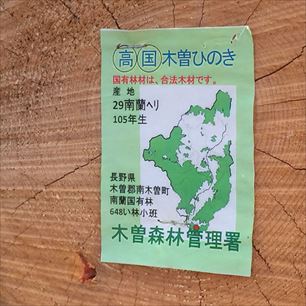 高 国 木曽ひのき
国有林材は、合法木材です。
産 地
29南蘭ヘリ
105年生
長野県
木曽郡南木曽町
南蘭国有林
648い林小班
木曽森林管理署